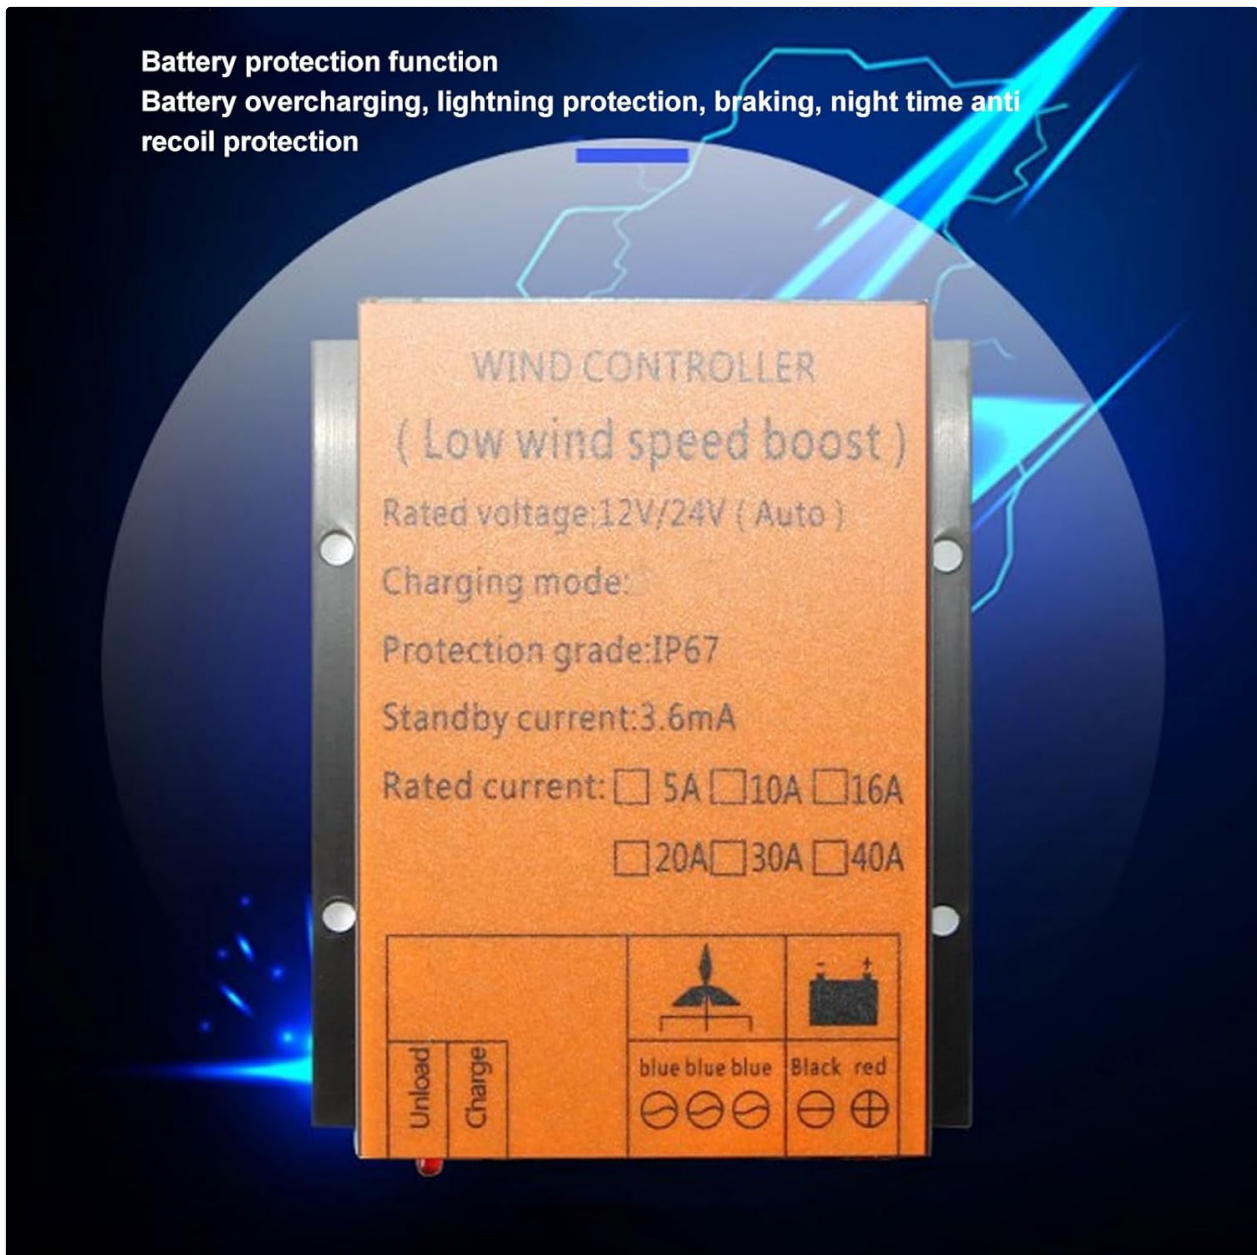 Battery protection function
Battery overcharging, lightning protection, braking, night time anti
recoil protection
WIND CONTROLLER
( Low wind speed boost )
Rated voltage:12V/24V ( Auto )
Charging mode:
Protection grade:IP67
Standby current:3.6mA
Rated current: □ 5A □10A □16A
□20A□30A □40A
- +
Unload
Charge
blue blue blue
Black red